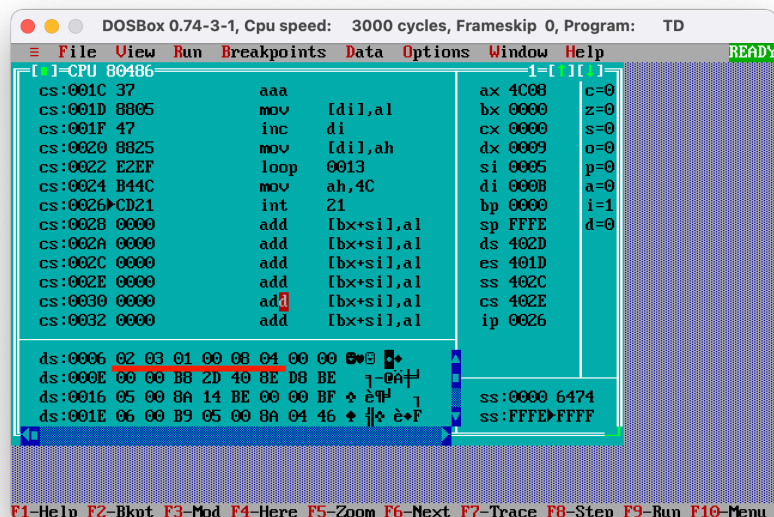 DOSBox 0.74-3-1, Cpu speed: 3000 cycles, Frameskip 0, Program: TD
≡ File View Run Breakpoints Data Options Window Help READY
[■]=CPU 80486 1=[↑][↓]
cs:001C 37 aaa ax 4C08 c=0
cs:001D 8805 mov [di],al bx 0000 z=0
cs:001F 47 inc di cx 0000 s=0
cs:0020 8825 mov [di],ah dx 0009 o=0
cs:0022 E2EF loop 0013 si 0005 p=0
cs:0024 B44C mov ah,4C di 000B a=0
cs:0026►CD21 int 21 bp 0000 i=1
cs:0028 0000 add [bx+si],al sp FFFE d=0
cs:002A 0000 add [bx+si],al ds 402D
cs:002C 0000 add [bx+si],al es 401D
cs:002E 0000 add [bx+si],al ss 402C
cs:0030 0000 add [bx+si],al cs 402E
cs:0032 0000 add [bx+si],al ip 0026
ds:0006 02 03 01 00 08 04 00 00 ☻♥☺ ◘♦
ds:000E 00 00 B8 2D 40 8E D8 BE ╕-@Ä╪╛
ds:0016 05 00 8A 14 BE 00 00 BF ♣ è¶╛ ┐ ss:0000 6474
ds:001E 06 00 B9 05 00 8A 04 46 ♠ ╣♣ è♦F ss:FFFE►FFFF
F1-Help F2-Bkpt F3-Mod F4-Here F5-Zoom F6-Next F7-Trace F8-Step F9-Run F10-Menu